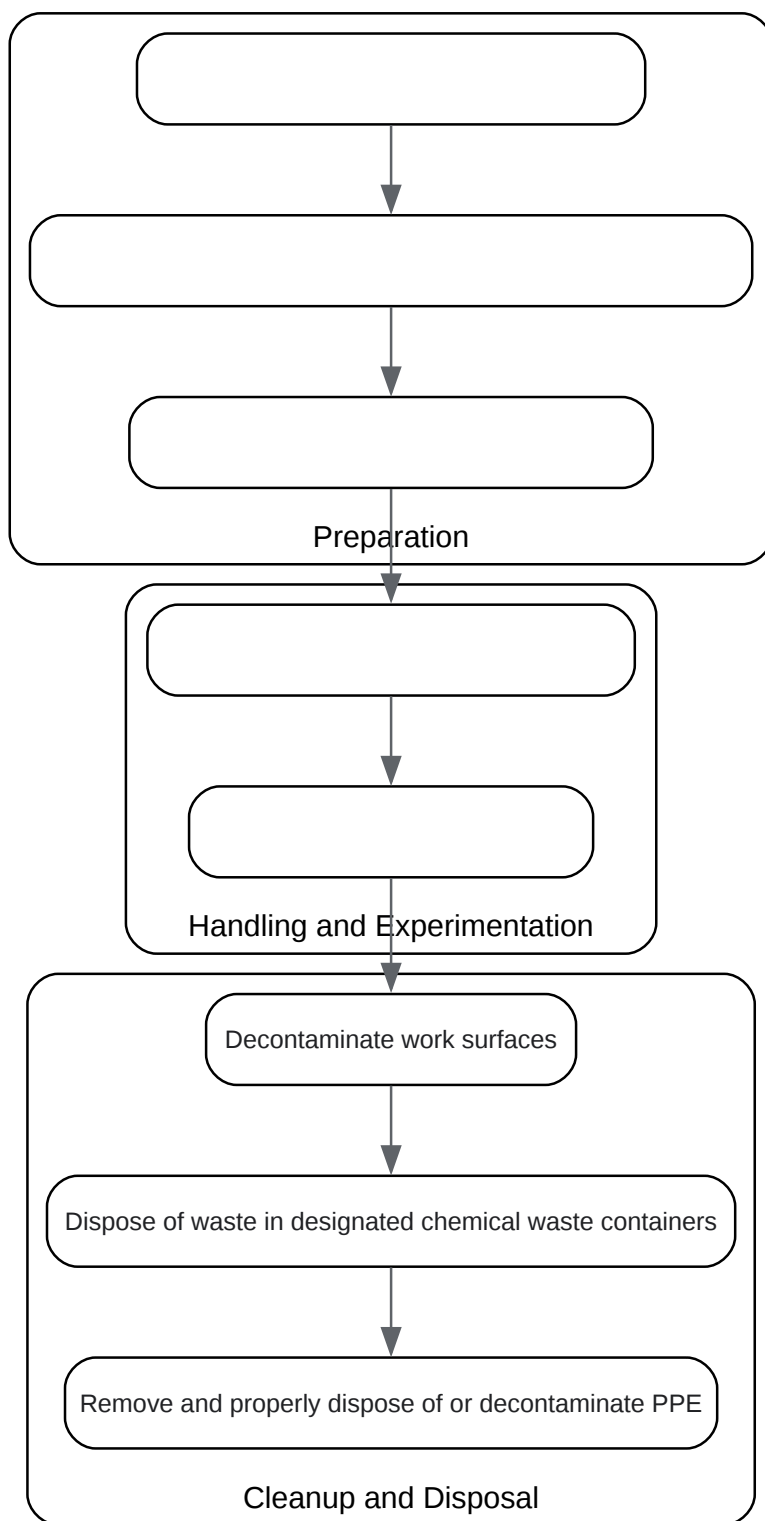 Preparation
Handling and Experimentation
Decontaminate work surfaces
Dispose of waste in designated chemical waste containers
Remove and properly dispose of or decontaminate PPE
Cleanup and Disposal